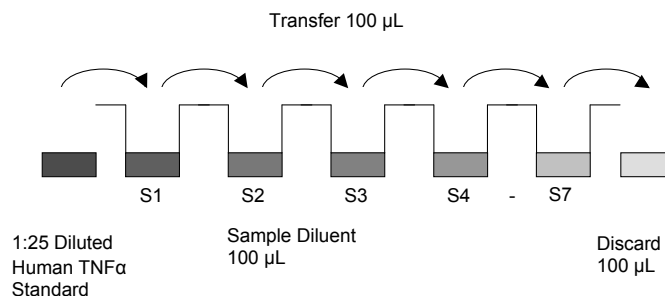 Transfer 100 µL
S1 S2 S3 S4 - S7
1:25 Diluted
Human TNFα
Standard
Sample Diluent
100 µL
Discard
100 µL